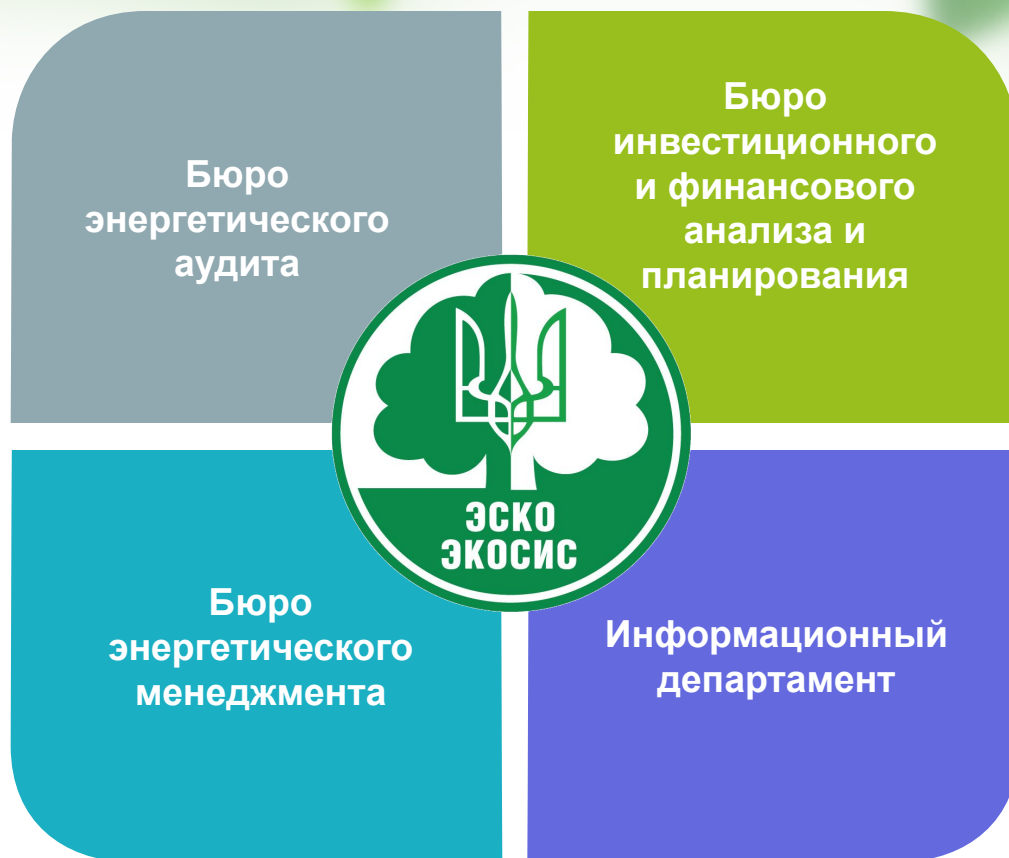 Бюро
энергетического
аудита
Бюро
инвестиционного
и финансового
анализа и
планирования
ЭСКО
ЭКОСИС
Бюро
энергетического
менеджмента
Информационный
департамент